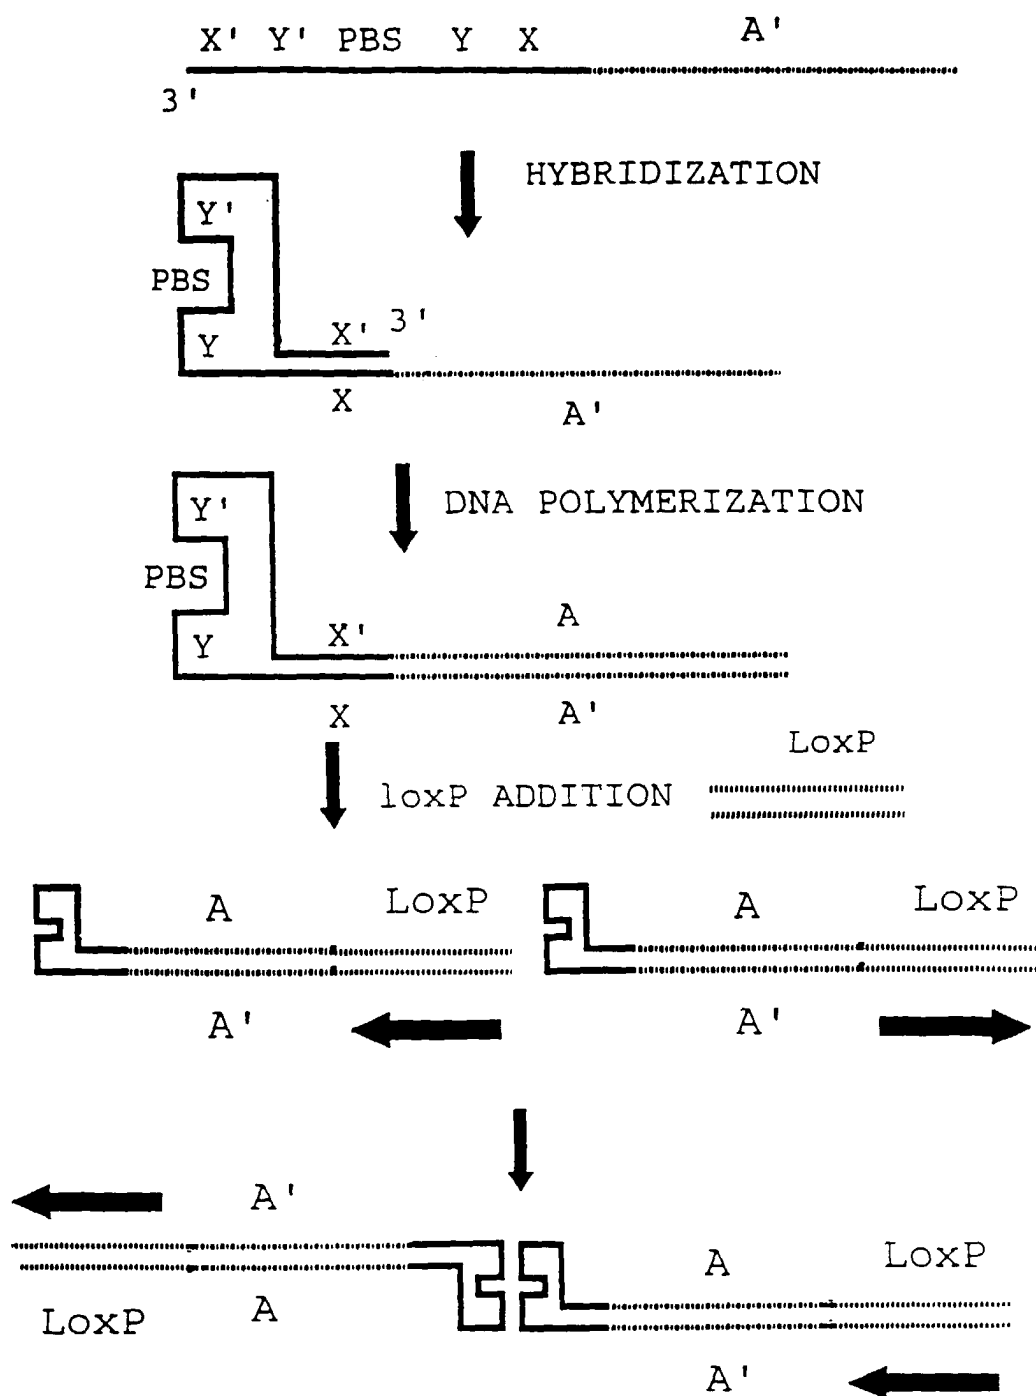 X' Y' PBS Y X A'
3'
HYBRIDIZATION
Y'
PBS
Y X' 3'
X A'
DNA POLYMERIZATION
Y'
PBS
A
Y X'
X A'
LoxP
loxP ADDITION
A LoxP A LoxP
A' A'
A'
A LoxP
LoxP A
A'